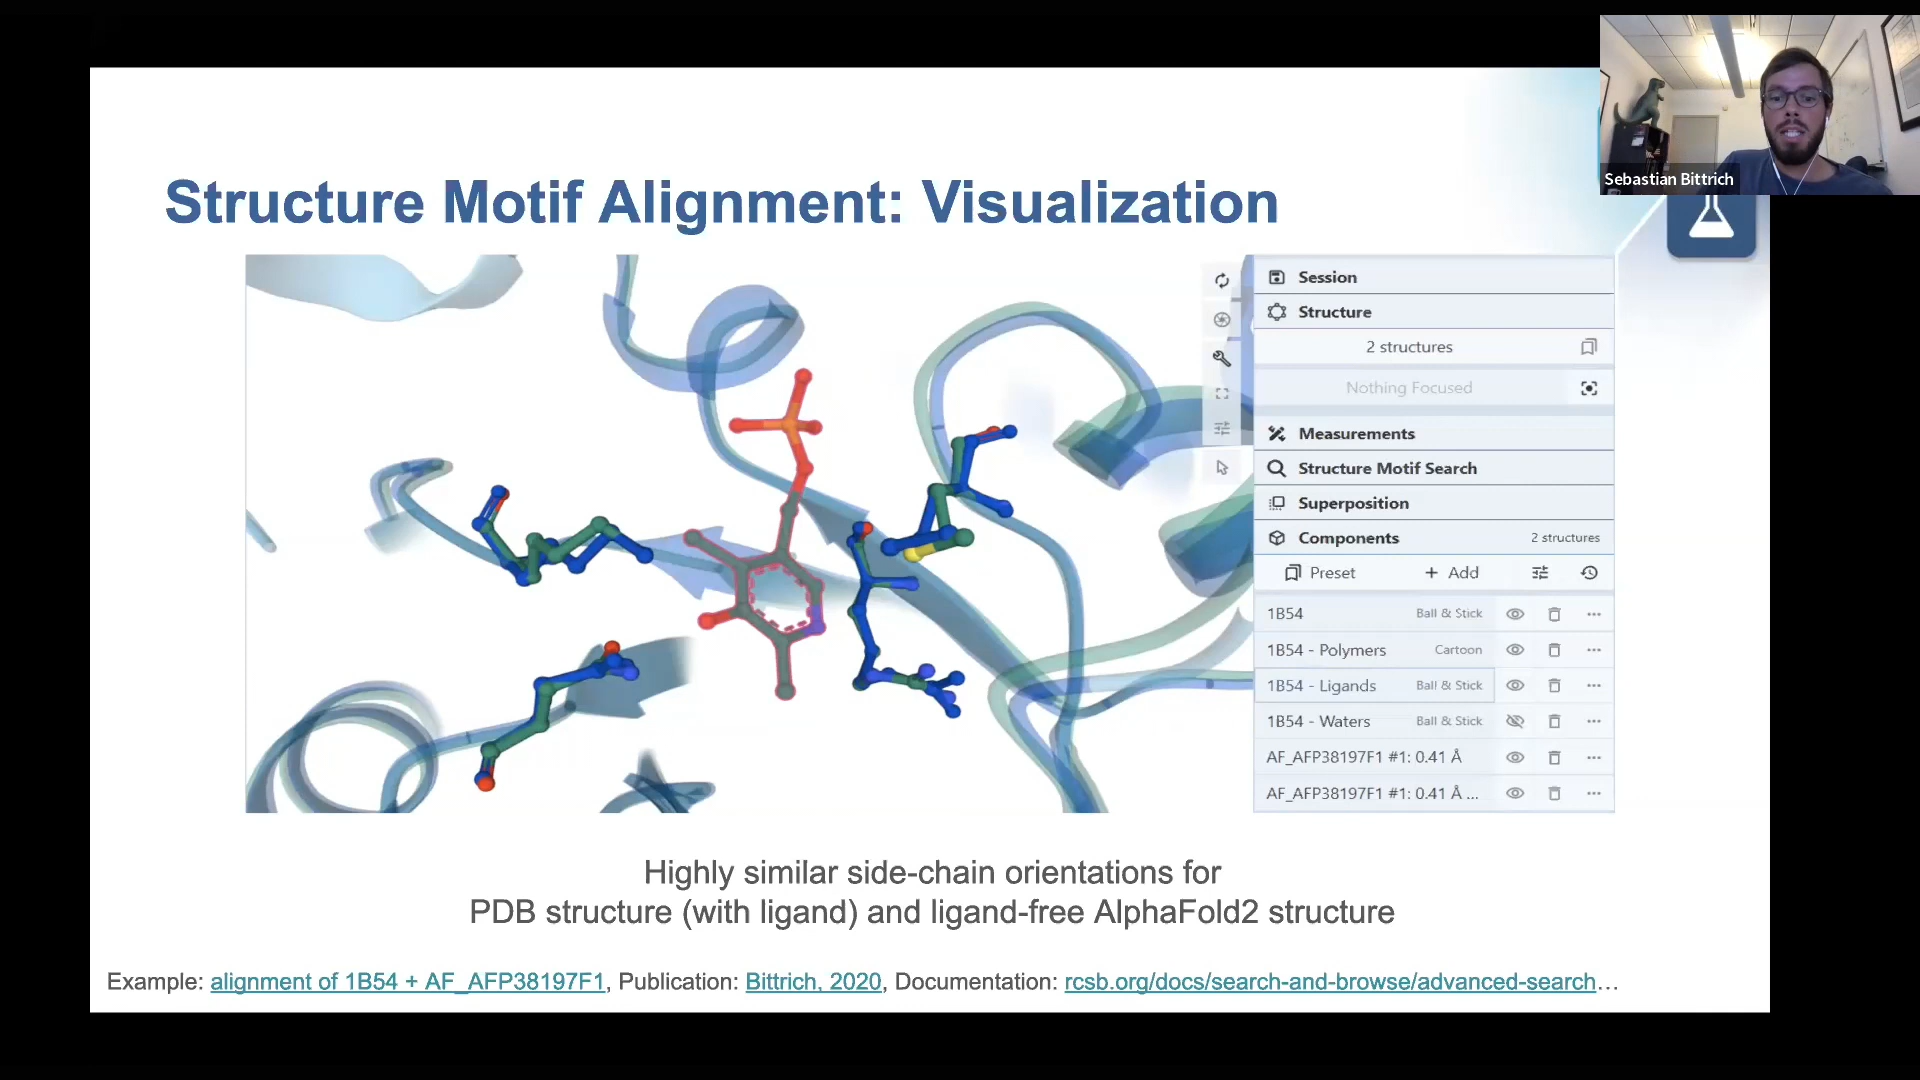 Sebastian Bittrich
Structure Motif Alignment: Visualization
Session
Structure
2 structures
Nothing Focused
Measurements
Structure Motif Search
Superposition
Components 2 structures
Preset + Add
1B54 Ball & Stick
1B54 - Polymers Cartoon
1B54 - Ligands Ball & Stick
1B54 - Waters Ball & Stick
AF_AFP38197F1 #1: 0.41 Å
AF_AFP38197F1 #1: 0.41 Å ...
Highly similar side-chain orientations for
PDB structure (with ligand) and ligand-free AlphaFold2 structure
Example: alignment of 1B54 + AF_AFP38197F1, Publication: Bittrich, 2020, Documentation: rcsb.org/docs/search-and-browse/advanced-search…